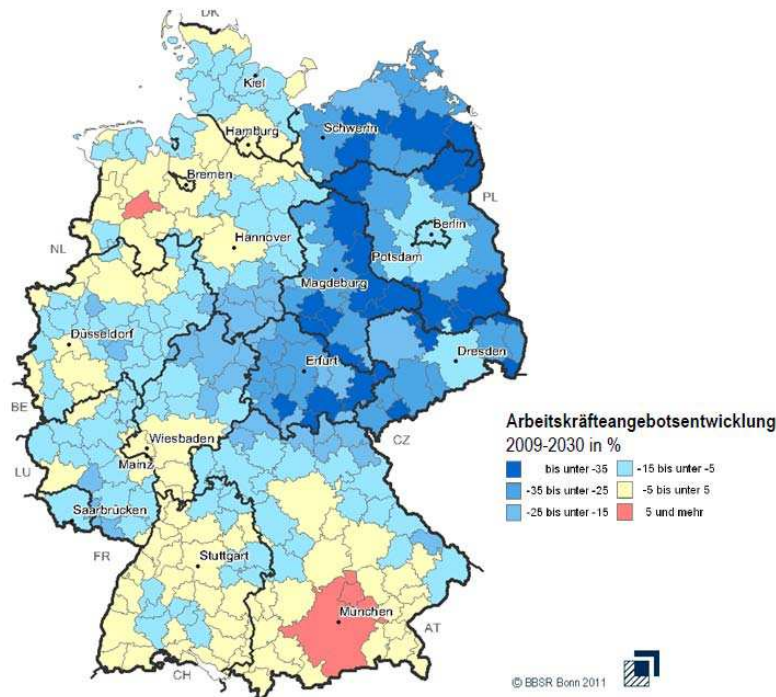 DK
Kiel
Schwerin
Hamburg
Bremen
PL
Berlin
NL
Hannover
Potsdam
Magdeburg
Düsseldorf
Erfurt
Dresden
BE
Wiesbaden
Mainz
CZ
LU
Saarbrücken
FR
Stuttgart
München
AT
CH
Arbeitskräfteangebotsentwicklung
2009-2030 in %
bis unter -35
-15 bis unter -5
-35 bis unter -25
-5 bis unter 5
-25 bis unter -15
5 und mehr
© BBSR Bonn 2011